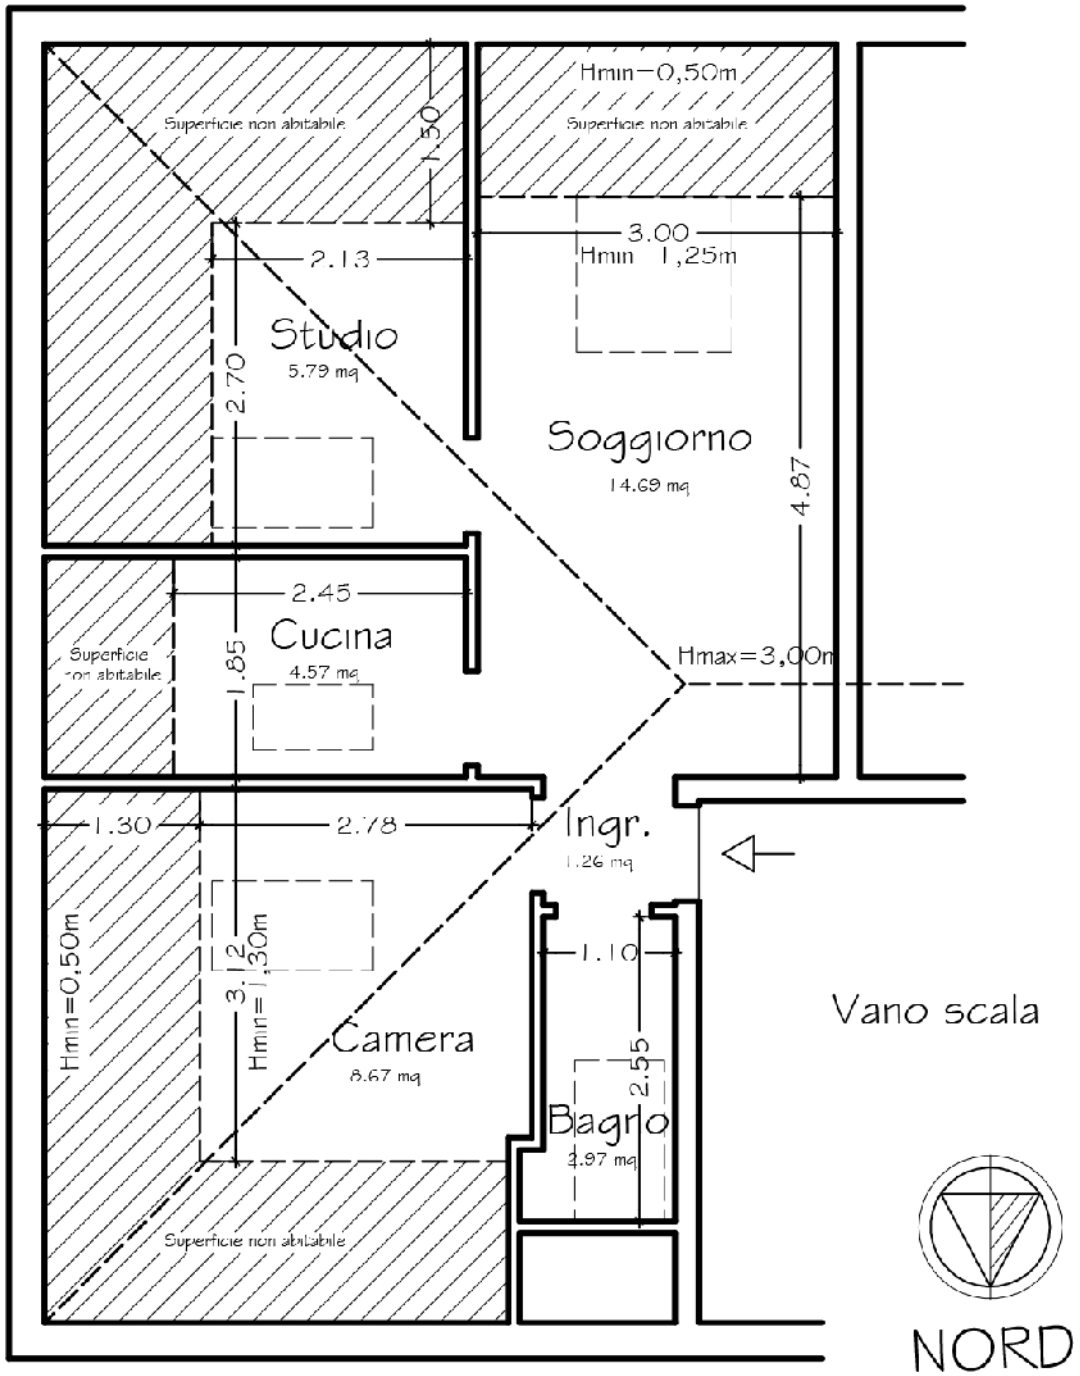 Hmin=0,50m
Superficie non abitabile
Superficie non abitabile
1.50
3.00
2.13
Hmin 1,25m
Studio
5.79 mq
2.70
Soggiorno
14.69 mq
4.87
2.45
Cucina
4.57 mq
Superficie
non abitabile
1.85
Hmax=3,00m
1.30
2.78
Ingr.
1.26 mq
Hmin=0.50m
3.12
Hmin=1,30m
1.10
Vano scala
Camera
8.67 mq
2.55
Bagno
2.97 mq
Superficie non abitabile
NORD